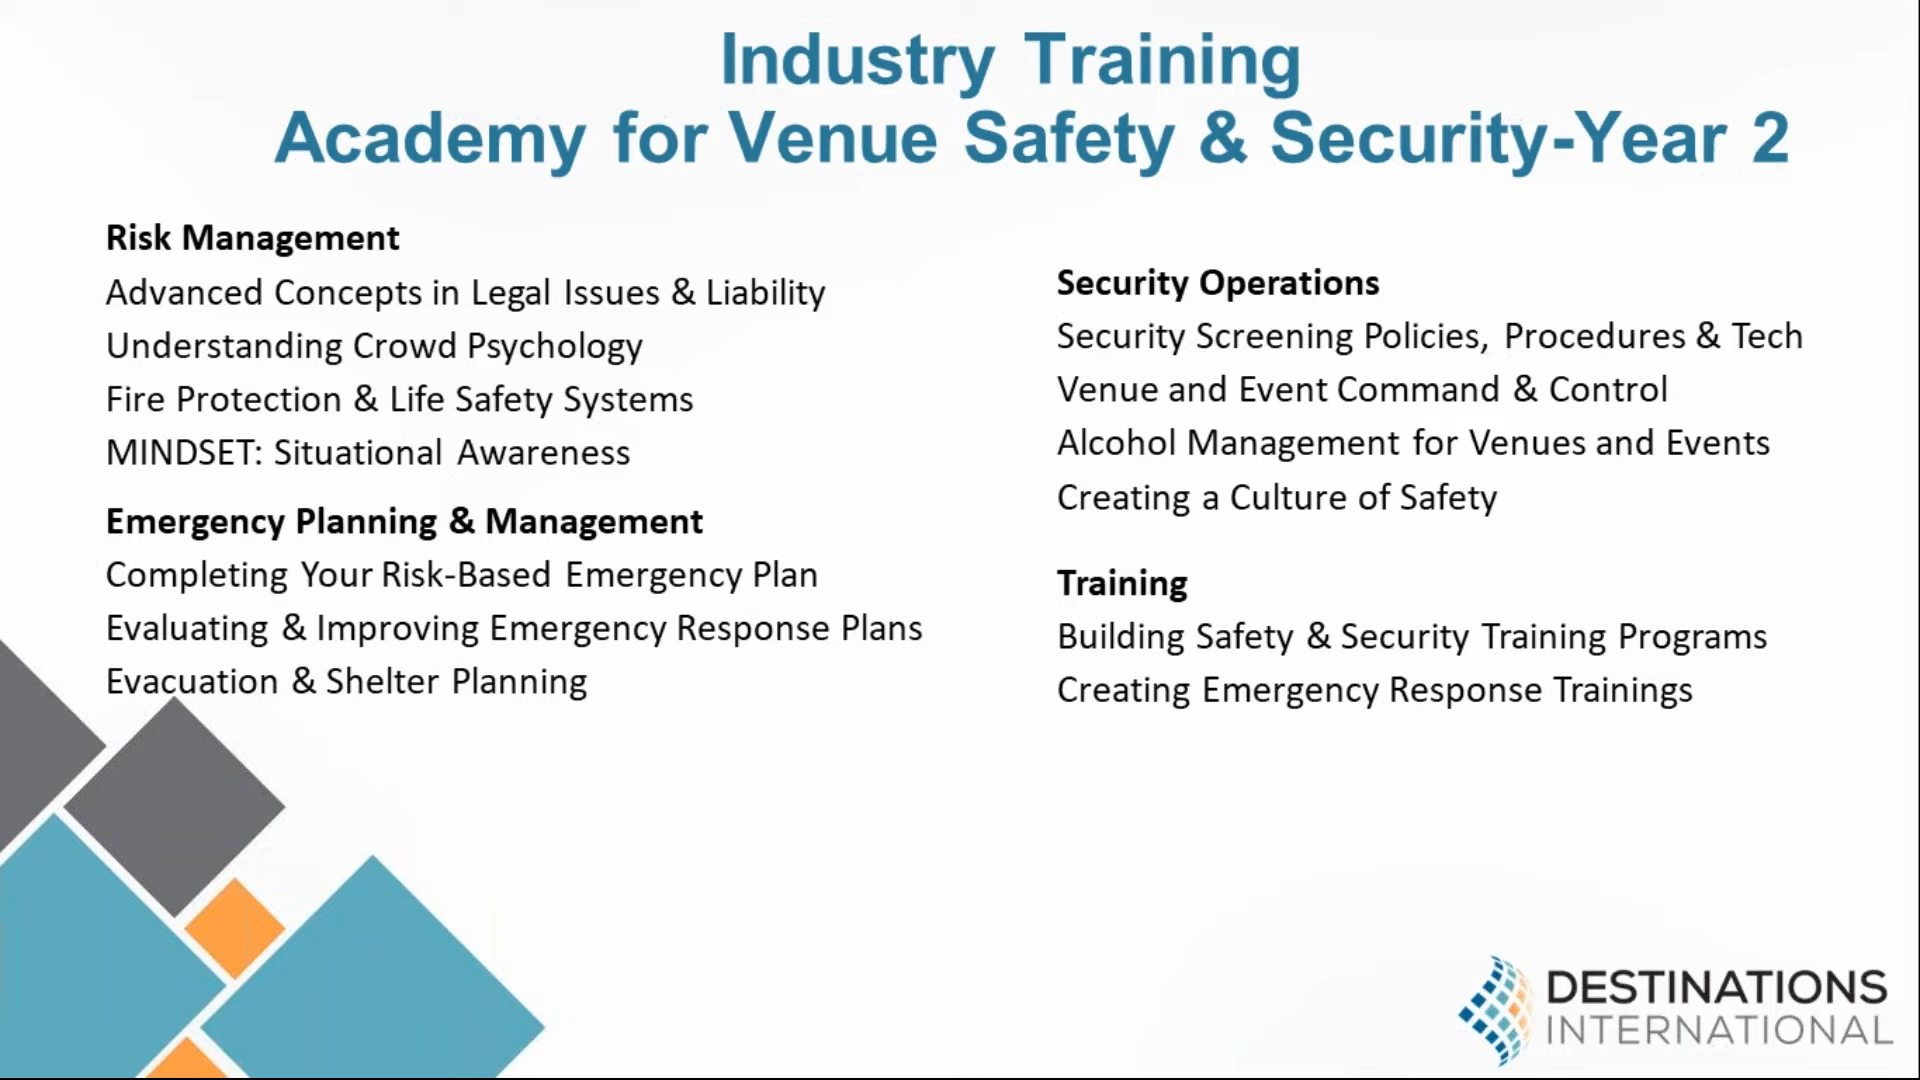 Industry Training
Academy for Venue Safety & Security-Year 2
Risk Management
Advanced Concepts in Legal Issues & Liability
Understanding Crowd Psychology
Fire Protection & Life Safety Systems
MINDSET: Situational Awareness
Emergency Planning & Management
Completing Your Risk-Based Emergency Plan
Evaluating & Improving Emergency Response Plans
Evacuation & Shelter Planning
Security Operations
Security Screening Policies, Procedures & Tech
Venue and Event Command & Control
Alcohol Management for Venues and Events
Creating a Culture of Safety
Training
Building Safety & Security Training Programs
Creating Emergency Response Trainings
DESTINATIONS
INTERNATIONAL